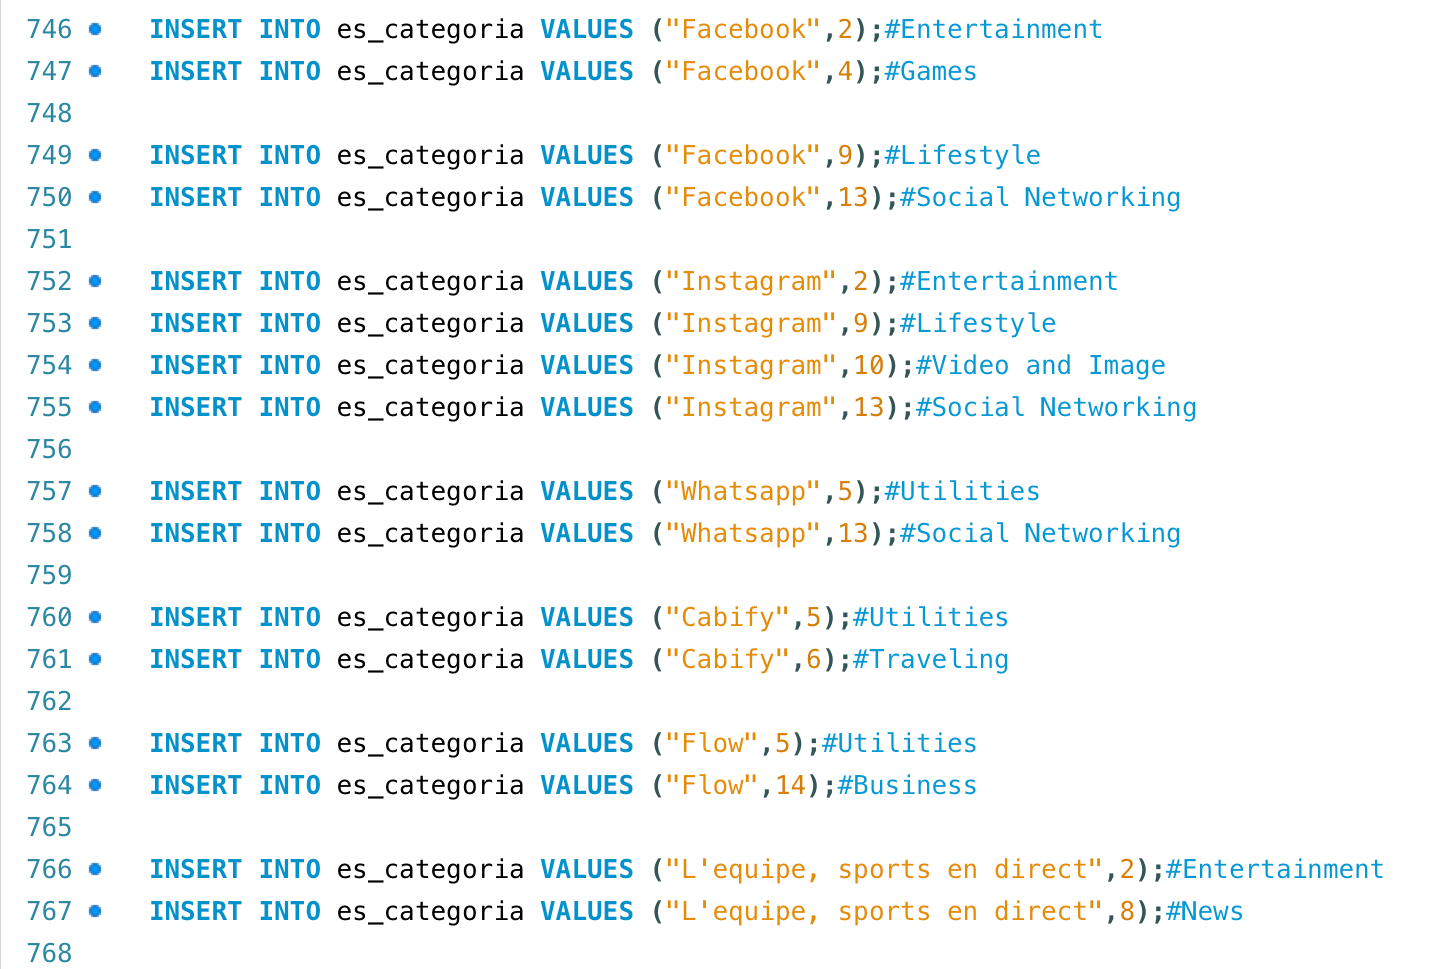 746 INSERT INTO es_categoria VALUES ("Facebook",2);#Entertainment
747 INSERT INTO es_categoria VALUES ("Facebook",4);#Games
748
749 INSERT INTO es_categoria VALUES ("Facebook",9);#Lifestyle
750 INSERT INTO es_categoria VALUES ("Facebook",13);#Social Networking
751
752 INSERT INTO es_categoria VALUES ("Instagram",2);#Entertainment
753 INSERT INTO es_categoria VALUES ("Instagram",9);#Lifestyle
754 INSERT INTO es_categoria VALUES ("Instagram",10);#Video and Image
755 INSERT INTO es_categoria VALUES ("Instagram",13);#Social Networking
756
757 INSERT INTO es_categoria VALUES ("Whatsapp",5);#Utilities
758 INSERT INTO es_categoria VALUES ("Whatsapp",13);#Social Networking
759
760 INSERT INTO es_categoria VALUES ("Cabify",5);#Utilities
761 INSERT INTO es_categoria VALUES ("Cabify",6);#Traveling
762
763 INSERT INTO es_categoria VALUES ("Flow",5);#Utilities
764 INSERT INTO es_categoria VALUES ("Flow",14);#Business
765
766 INSERT INTO es_categoria VALUES ("L'equipe, sports en direct",2);#Entertainment
767 INSERT INTO es_categoria VALUES ("L'equipe, sports en direct",8);#News
768